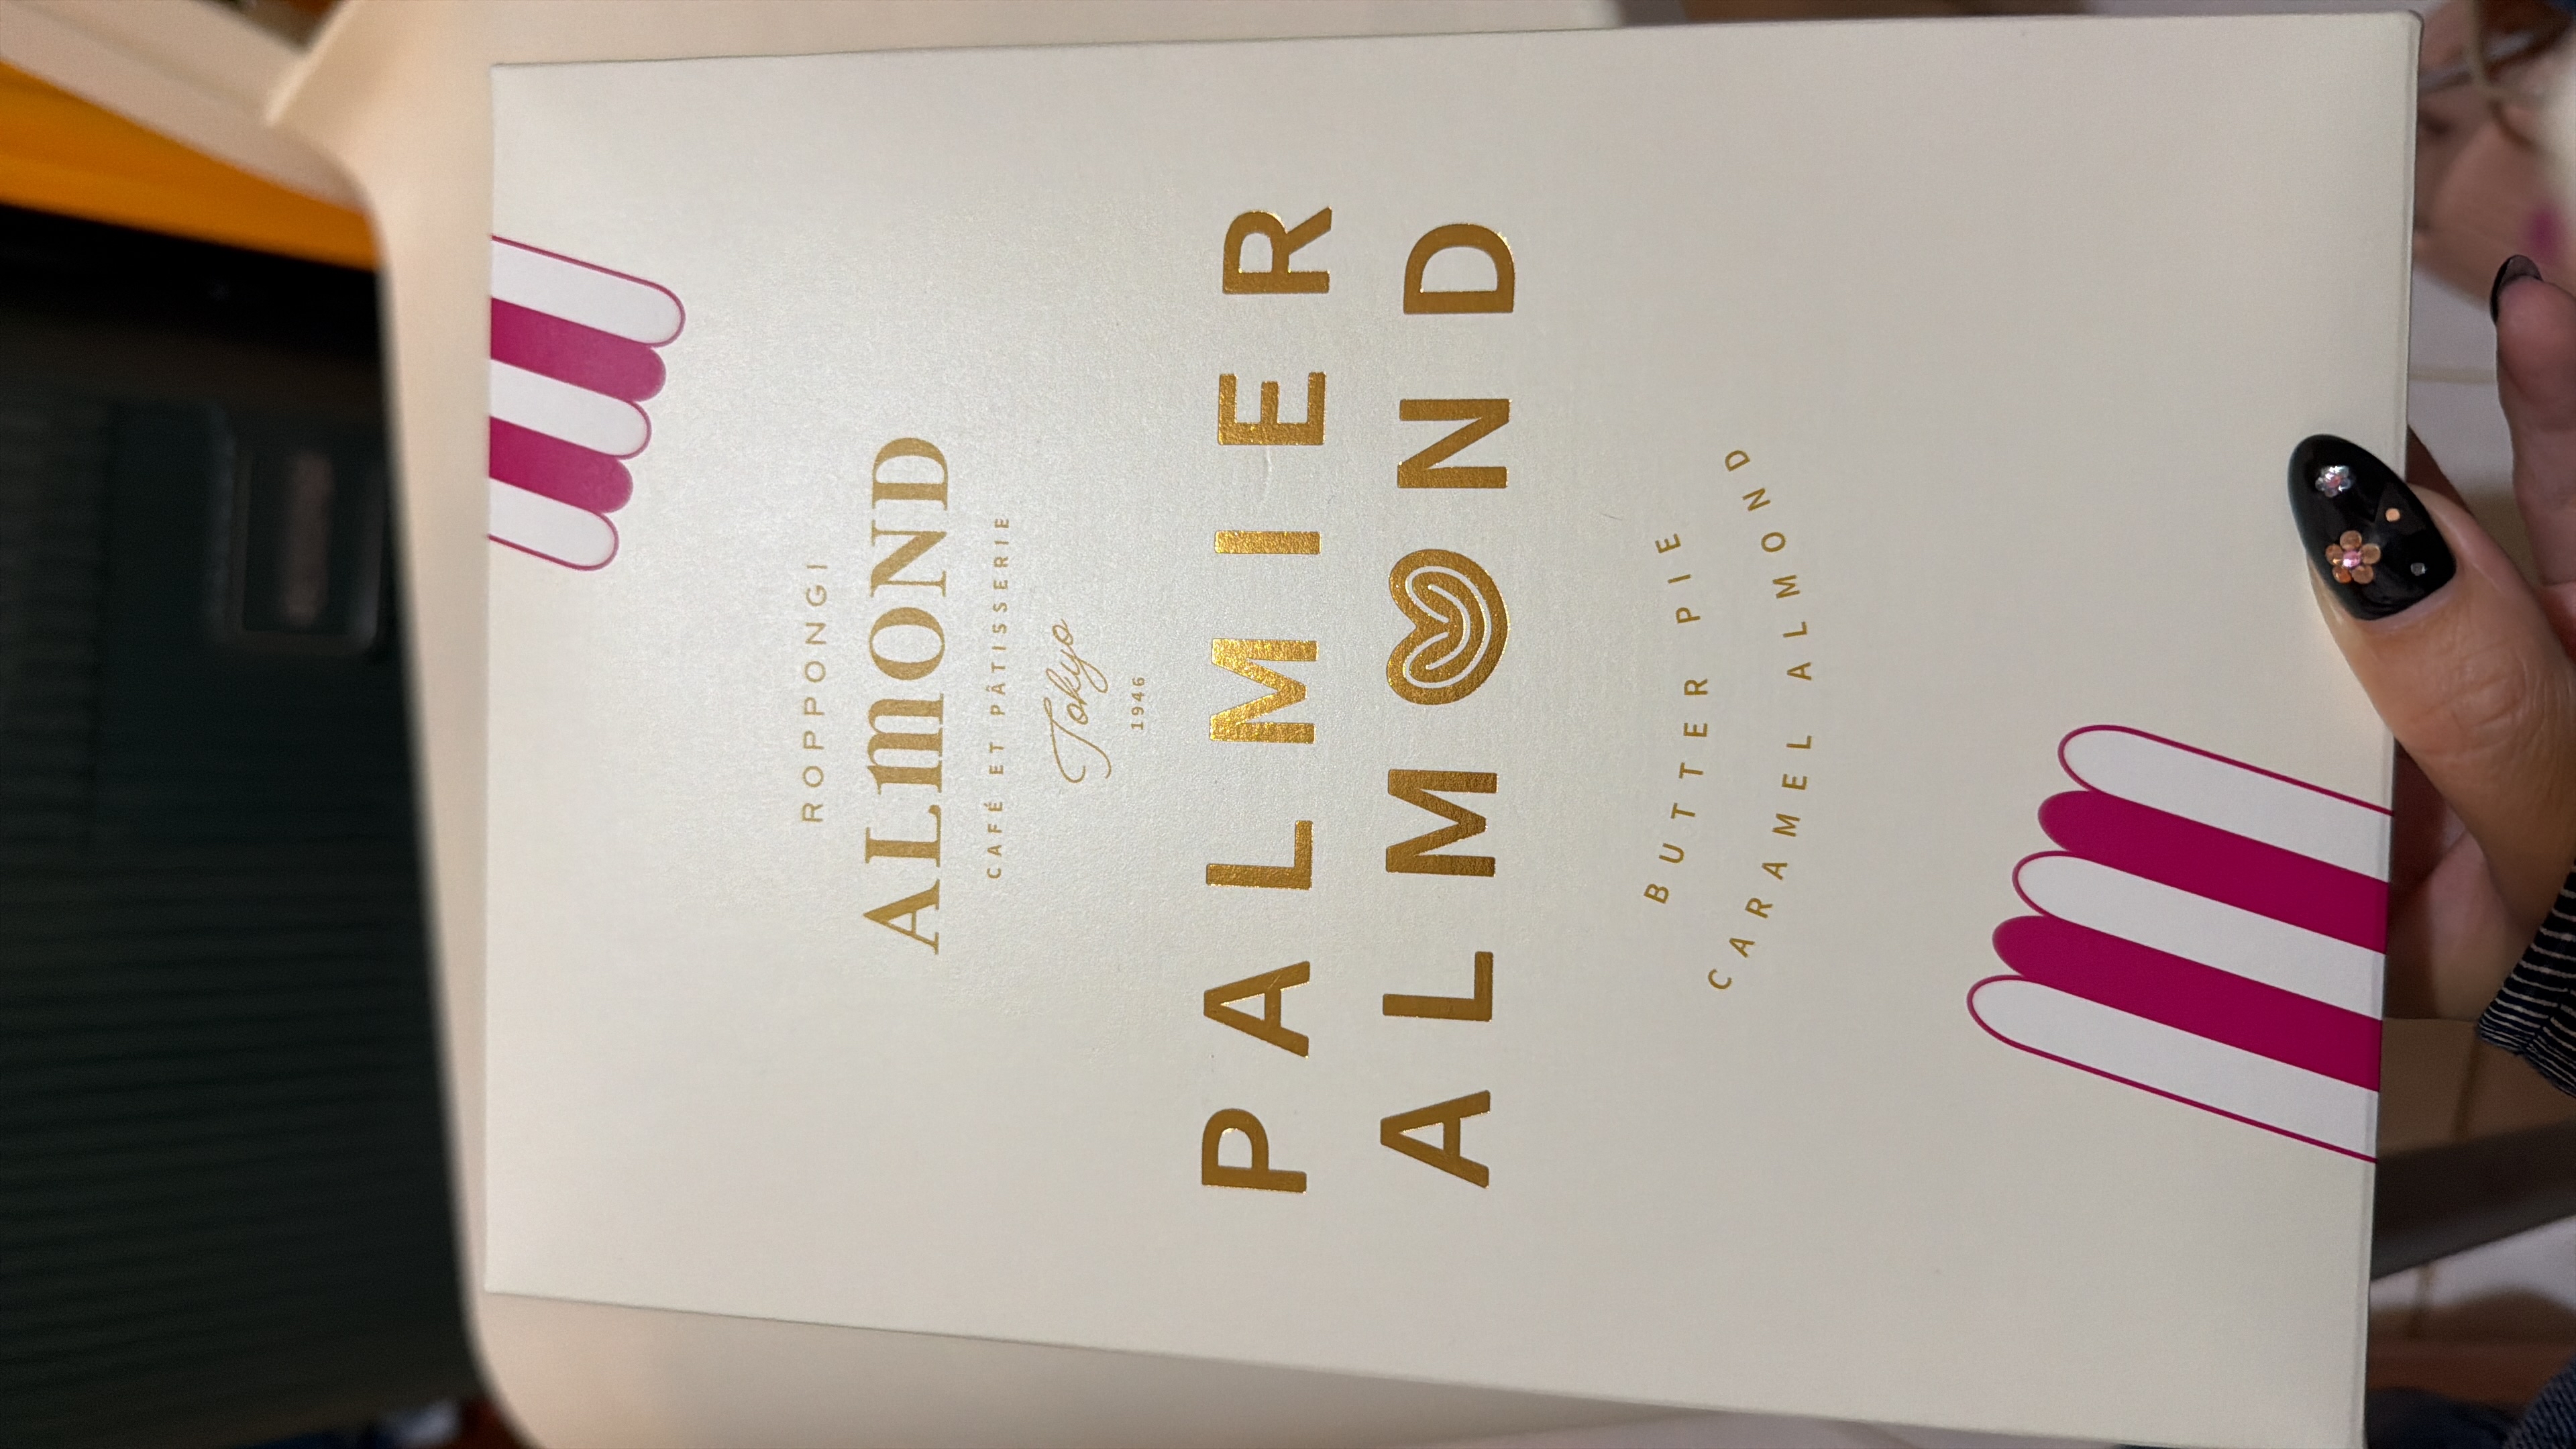 ROPPONGI
ALMOND
CAFÉ ET PÂTISSERIE
Tokyo
1946
PALMIER
ALMOND
BUTTER PIE
CARAMEL ALMOND